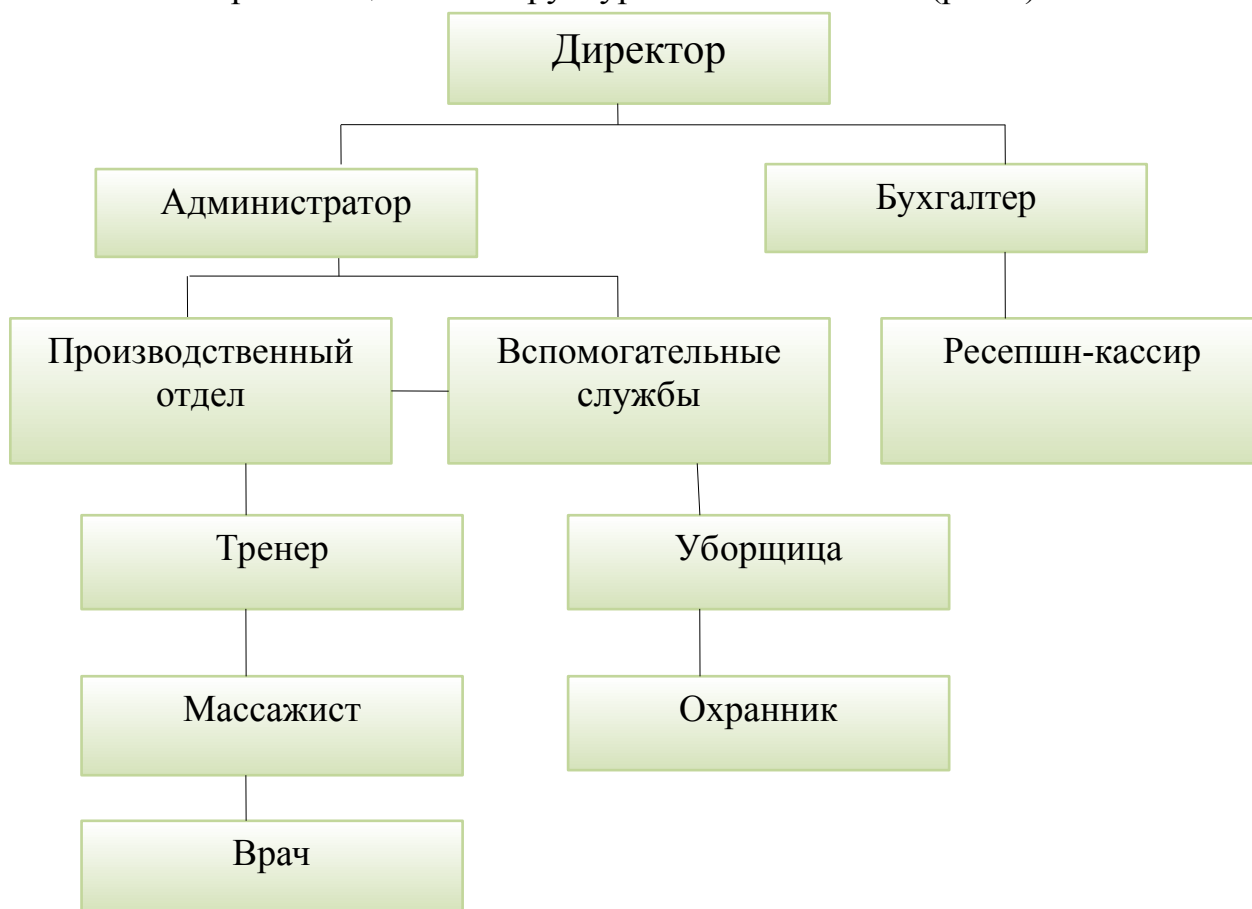 Директор
Администратор
Бухгалтер
Производственный
отдел
Вспомогательные
службы
Ресепшн-кассир
Тренер
Уборщица
Массажист
Охранник
Врач